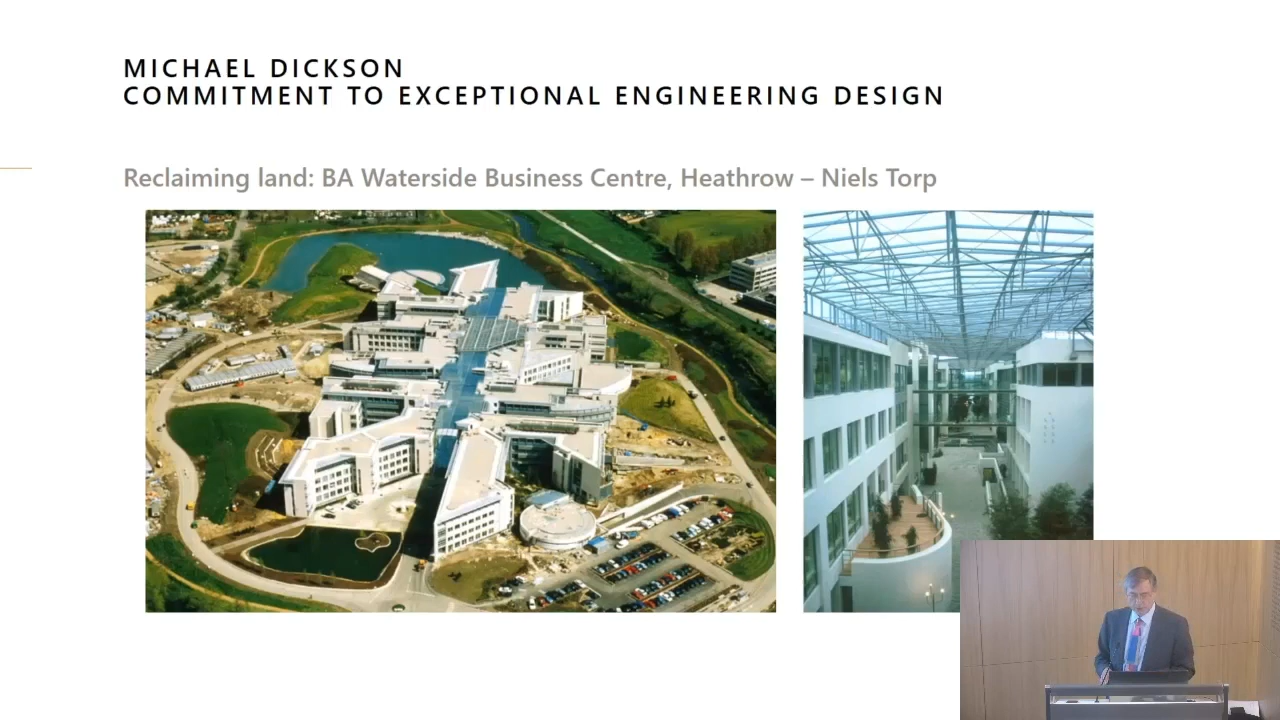 MICHAEL DICKSON
COMMITMENT TO EXCEPTIONAL ENGINEERING DESIGN
Reclaiming land: BA Waterside Business Centre, Heathrow – Niels Torp